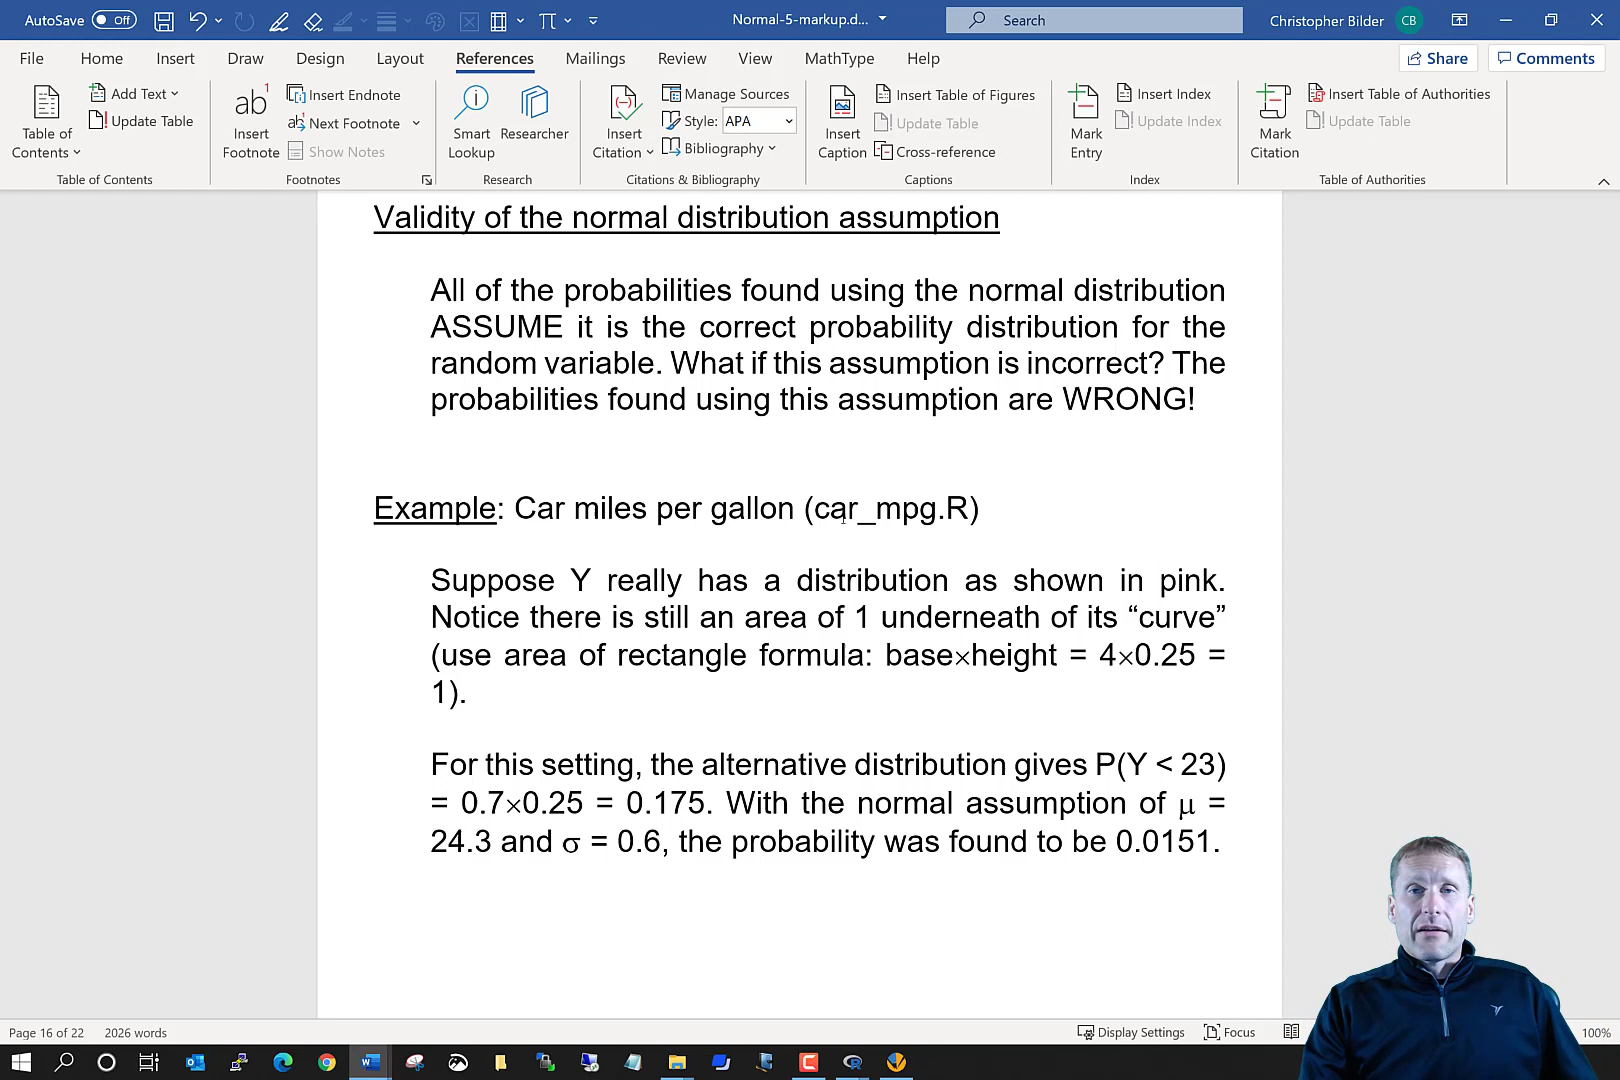 AutoSave Off Normal-5-markup.d... Search Christopher Bilder CB
File Home Insert Draw Design Layout References Mailings Review View MathType Help Share Comments
Table of Contents
Add Text
Update Table
Table of Contents
ab
1
Insert Footnote
Insert Endnote
Next Footnote
Show Notes
Footnotes
Smart Lookup
Researcher
Research
Insert Citation
Manage Sources
Style: APA
Bibliography
Citations & Bibliography
Insert Caption
Insert Table of Figures
Update Table
Cross-reference
Captions
Mark Entry
Insert Index
Update Index
Index
Mark Citation
Insert Table of Authorities
Update Table
Table of Authorities
Validity of the normal distribution assumption
All of the probabilities found using the normal distribution
ASSUME it is the correct probability distribution for the
random variable. What if this assumption is incorrect? The
probabilities found using this assumption are WRONG!
Example: Car miles per gallon (car_mpg.R)
Suppose Y really has a distribution as shown in pink.
Notice there is still an area of 1 underneath of its “curve”
(use area of rectangle formula: base×height = 4×0.25 =
1).
For this setting, the alternative distribution gives P(Y < 23)
= 0.7×0.25 = 0.175. With the normal assumption of μ =
24.3 and σ = 0.6, the probability was found to be 0.0151.
Page 16 of 22 2026 words Display Settings Focus 100%